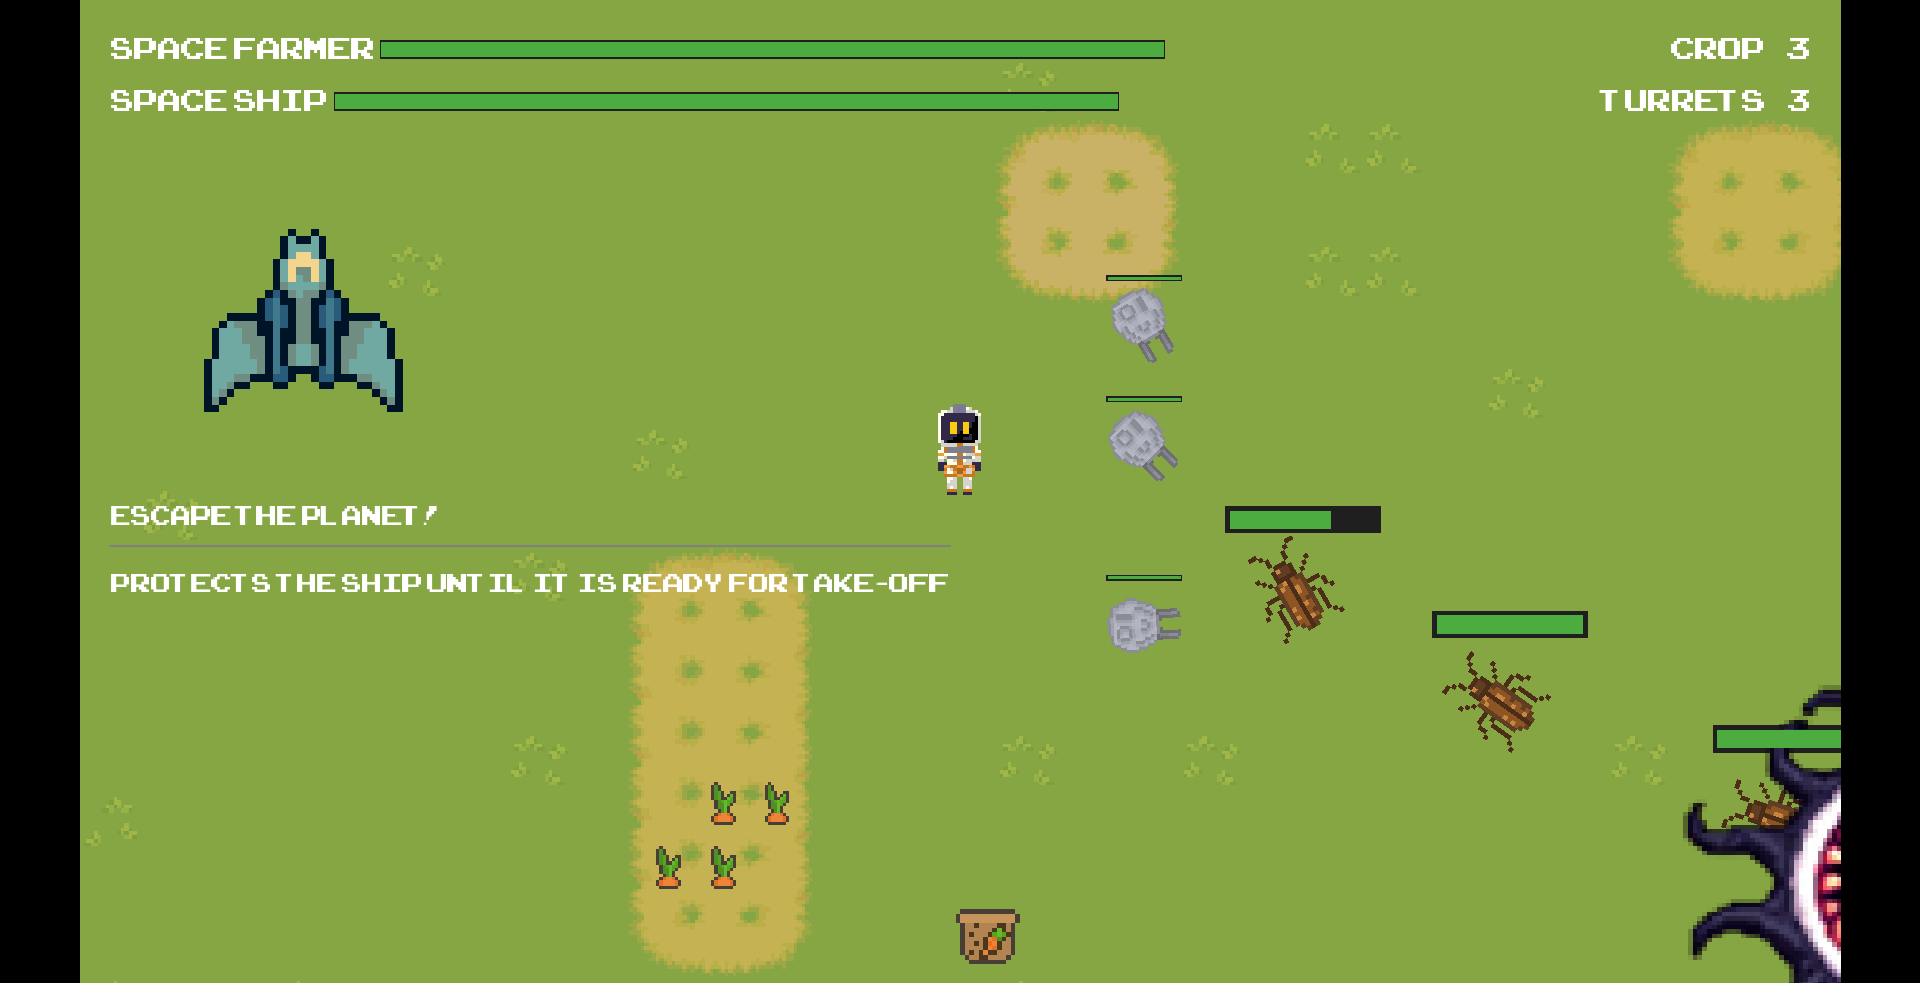 SPACE FARMER
CROP 3
SPACE SHIP
TURRETS 3
ESCAPE THE PLANET!
PROTECTS THE SHIP UNTIL IT IS READY FOR TAKE-OFF